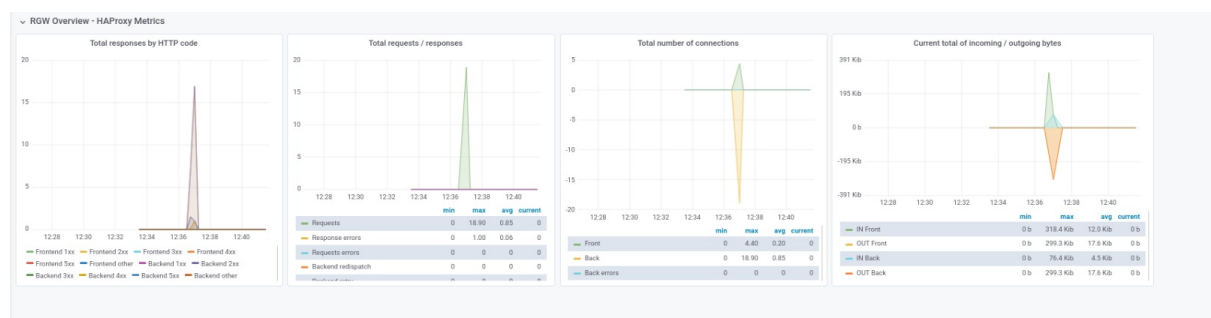 RGW Overview - HAProxy Metrics
Total responses by HTTP code
20
15
10
5
0
12:28 12:30 12:32 12:34 12:36 12:38 12:40
Frontend 1xx Frontend 2xx Frontend 3xx Frontend 4xx
Frontend 5xx Frontend other Backend 1xx Backend 2xx
Backend 3xx Backend 4xx Backend 5xx Backend other
Total requests / responses
20
15
10
5
0
12:28 12:30 12:32 12:34 12:36 12:38 12:40
min max avg current
Requests 0 18.90 0.85 0
Response errors 0 1.00 0.06 0
Requests errors 0 0 0 0
Backend redispatch 0 0 0 0
Total number of connections
5
0
-5
-10
-15
-20
12:28 12:30 12:32 12:34 12:36 12:38 12:40
min max avg current
Front 0 4.40 0.20 0
Back 0 18.90 0.85 0
Back errors 0 0 0 0
Current total of incoming / outgoing bytes
391 Kib
195 Kib
0 b
-195 Kib
-391 Kib
12:28 12:30 12:32 12:34 12:36 12:38 12:40
min max avg current
IN Front 0 b 318.4 Kib 12.0 Kib 0 b
OUT Front 0 b 299.3 Kib 17.6 Kib 0 b
IN Back 0 b 76.4 Kib 4.5 Kib 0 b
OUT Back 0 b 299.3 Kib 17.6 Kib 0 b